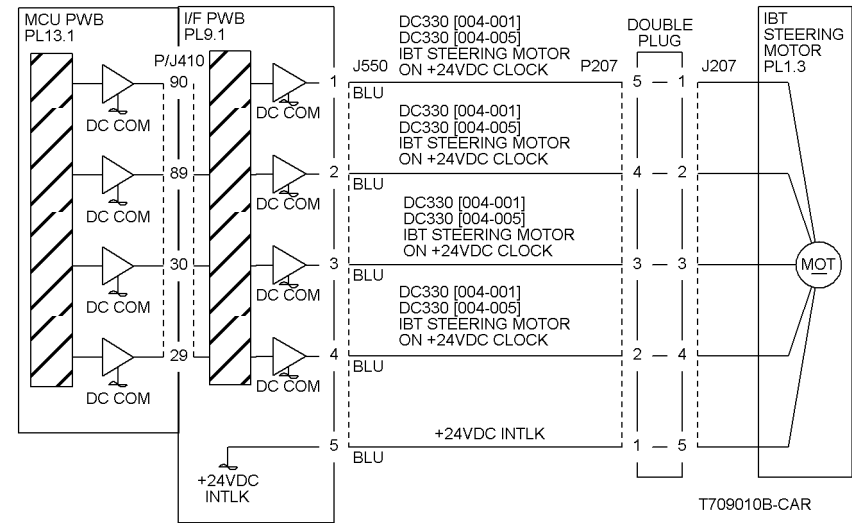 MCU PWB
PL13.1
I/F PWB
PL9.1
P/J410
90
DC COM
DC COM
1
J550
BLU
DC330 [004-001]
DC330 [004-005]
IBT STEERING MOTOR
ON +24VDC CLOCK
P207
DOUBLE
PLUG
5 — 1
J207
IBT
STEERING
MOTOR
PL1.3
89
DC COM
DC COM
2
BLU
DC330 [004-001]
DC330 [004-005]
IBT STEERING MOTOR
ON +24VDC CLOCK
4 — 2
30
DC COM
DC COM
3
BLU
DC330 [004-001]
DC330 [004-005]
IBT STEERING MOTOR
ON +24VDC CLOCK
3 — 3
MOT
29
DC COM
DC COM
4
BLU
DC330 [004-001]
DC330 [004-005]
IBT STEERING MOTOR
ON +24VDC CLOCK
2 — 4
+24VDC
INTLK
5
BLU
+24VDC INTLK
1 — 5
T709010B-CAR